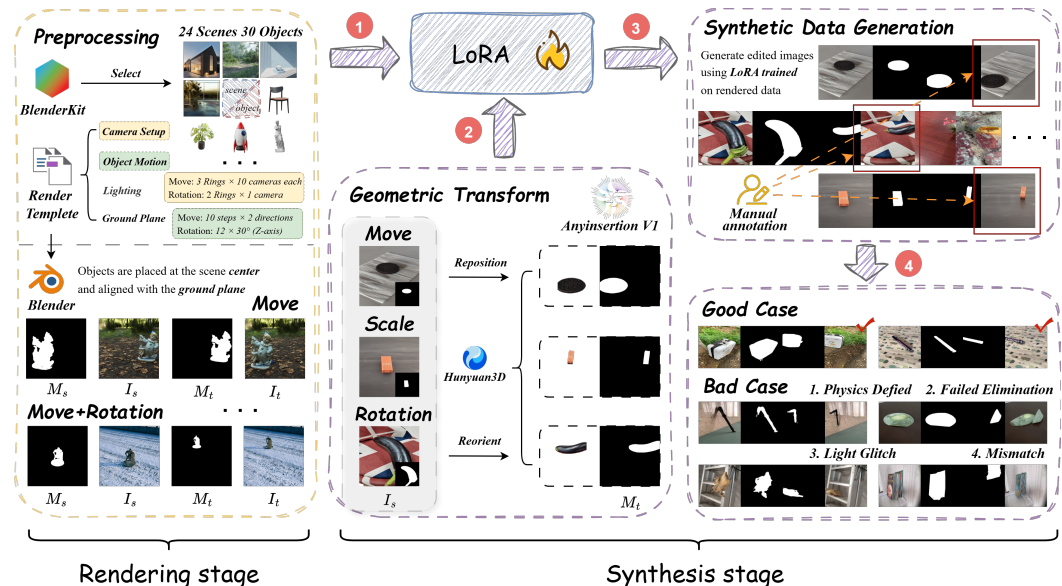 Preprocessing
24 Scenes 30 Objects
Select
BlenderKit
scene
object
Camera Setup
Object Motion
Lighting
Ground Plane
Render
Templete
Move: 3 Rings × 10 cameras each
Rotation: 2 Rings × 1 camera
Move: 10 steps × 2 directions
Rotation: 12 × 30° (Z-axis)
. . .
Blender
Objects are placed at the scene center
and aligned with the ground plane
Move
M_s
I_s
M_t
I_t
Move+Rotation
. . .
M_s
I_s
M_t
I_t
Rendering stage
1
LoRA
2
3
Geometric Transform
Anyinsertion V1
Move
Reposition
Scale
Hunyuan3D
Rotation
Reorient
I_s
M_t
Synthetic Data Generation
Generate edited images
using LoRA trained
on rendered data
. . .
Manual
annotation
4
Good Case
Bad Case
1. Physics Defied
2. Failed Elimination
3. Light Glitch
4. Mismatch
Synthesis stage